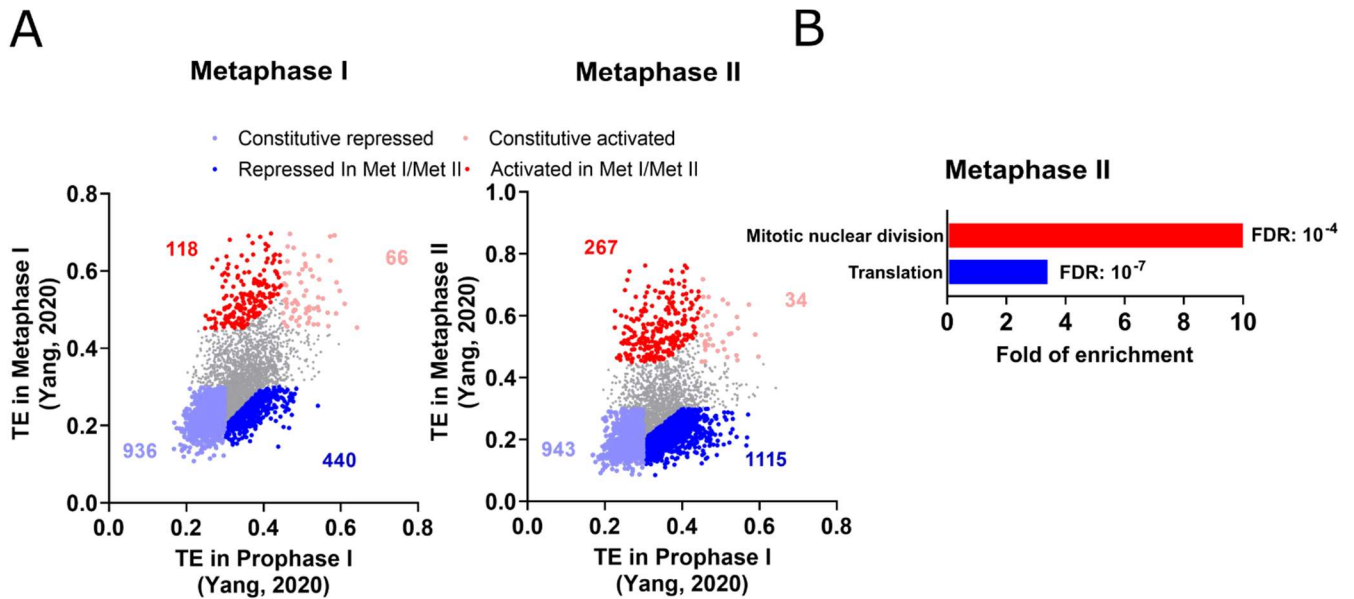 A
B
Metaphase I
Metaphase II
Constitutive repressed
Constitutive activated
Repressed In Met I/Met II
Activated in Met I/Met II
TE in Metaphase I
(Yang, 2020)
0.8
0.6
0.4
0.2
0.0
118
66
936
440
0.0
0.2
0.4
0.6
0.8
TE in Prophase I
(Yang, 2020)
TE in Metaphase II
(Yang, 2020)
1.0
0.8
0.6
0.4
0.2
0.0
267
34
943
1115
0.0
0.2
0.4
0.6
0.8
TE in Prophase I
(Yang, 2020)
Metaphase II
Mitotic nuclear division
FDR: 10⁻⁴
Translation
FDR: 10⁻⁷
0
2
4
6
8
10
Fold of enrichment